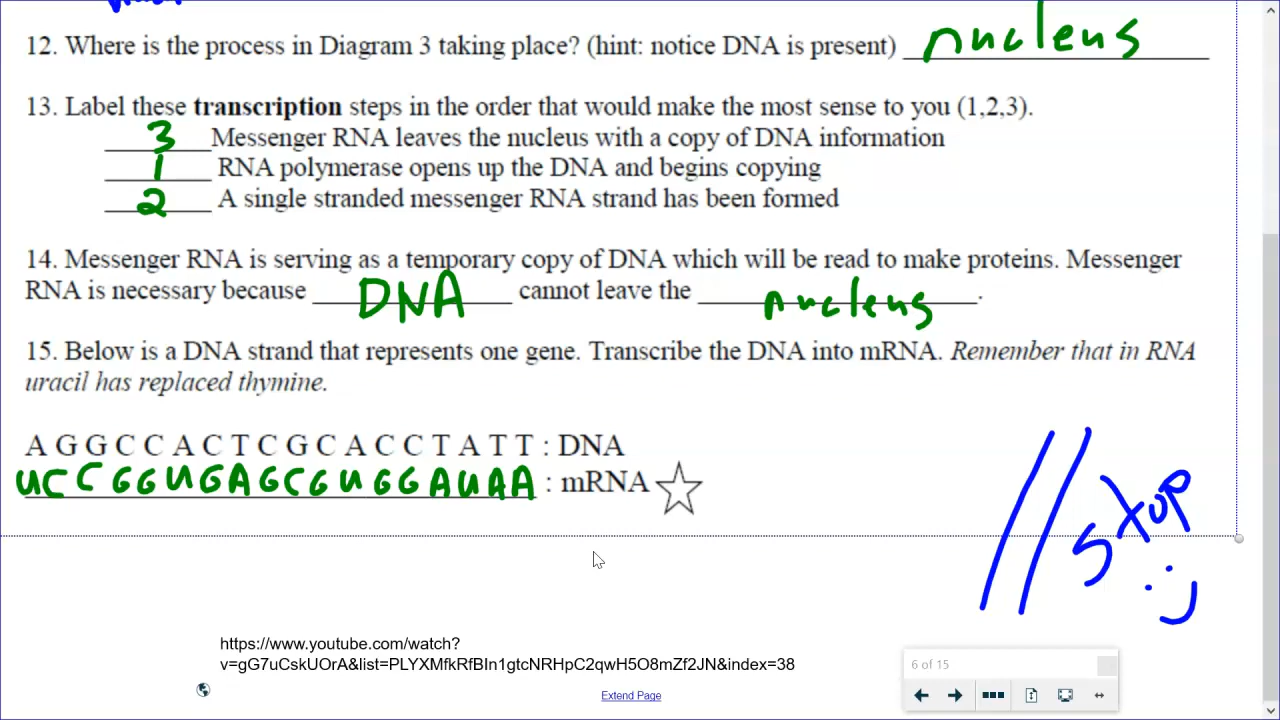 12. Where is the process in Diagram 3 taking place? (hint: notice DNA is present) nucleus
13. Label these transcription steps in the order that would make the most sense to you (1,2,3).
3 Messenger RNA leaves the nucleus with a copy of DNA information
1 RNA polymerase opens up the DNA and begins copying
2 A single stranded messenger RNA strand has been formed
14. Messenger RNA is serving as a temporary copy of DNA which will be read to make proteins. Messenger
RNA is necessary because DNA cannot leave the nucleus.
15. Below is a DNA strand that represents one gene. Transcribe the DNA into mRNA. Remember that in RNA
uracil has replaced thymine.
A G G C C A C T C G C A C C T A T T : DNA
U C C G G U G A G C G U G G A U A A : mRNA
stop
https://www.youtube.com/watch?
v=gG7uCskUOrA&list=PLYXMfkRfBIn1gtcNRHpC2qwH5O8mZf2JN&index=38
6 of 15
Extend Page